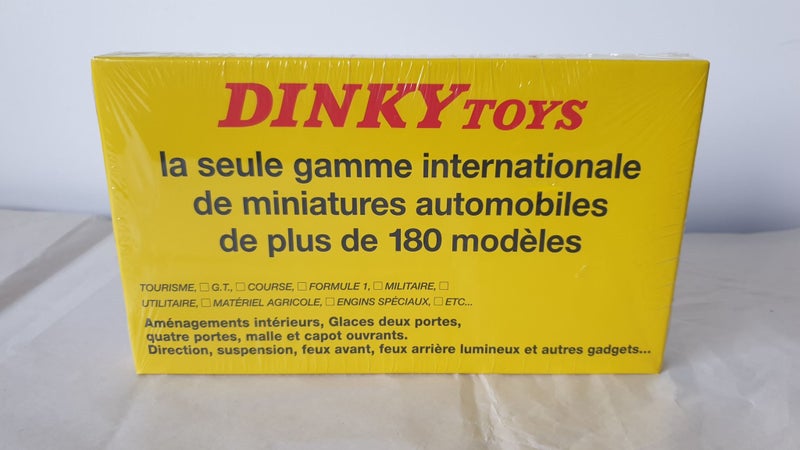 DINKY TOYS
la seule gamme internationale
de miniatures automobiles
de plus de 180 modèles
TOURISME, ☐ G.T., ☐ COURSE, ☐ FORMULE 1, ☐ MILITAIRE, ☐
UTILITAIRE, ☐ MATÉRIEL AGRICOLE, ☐ ENGINS SPÉCIAUX, ☐ ETC...
Aménagements intérieurs, Glaces deux portes,
quatre portes, malle et capot ouvrants.
Direction, suspension, feux avant, feux arrière lumineux et autres gadgets...